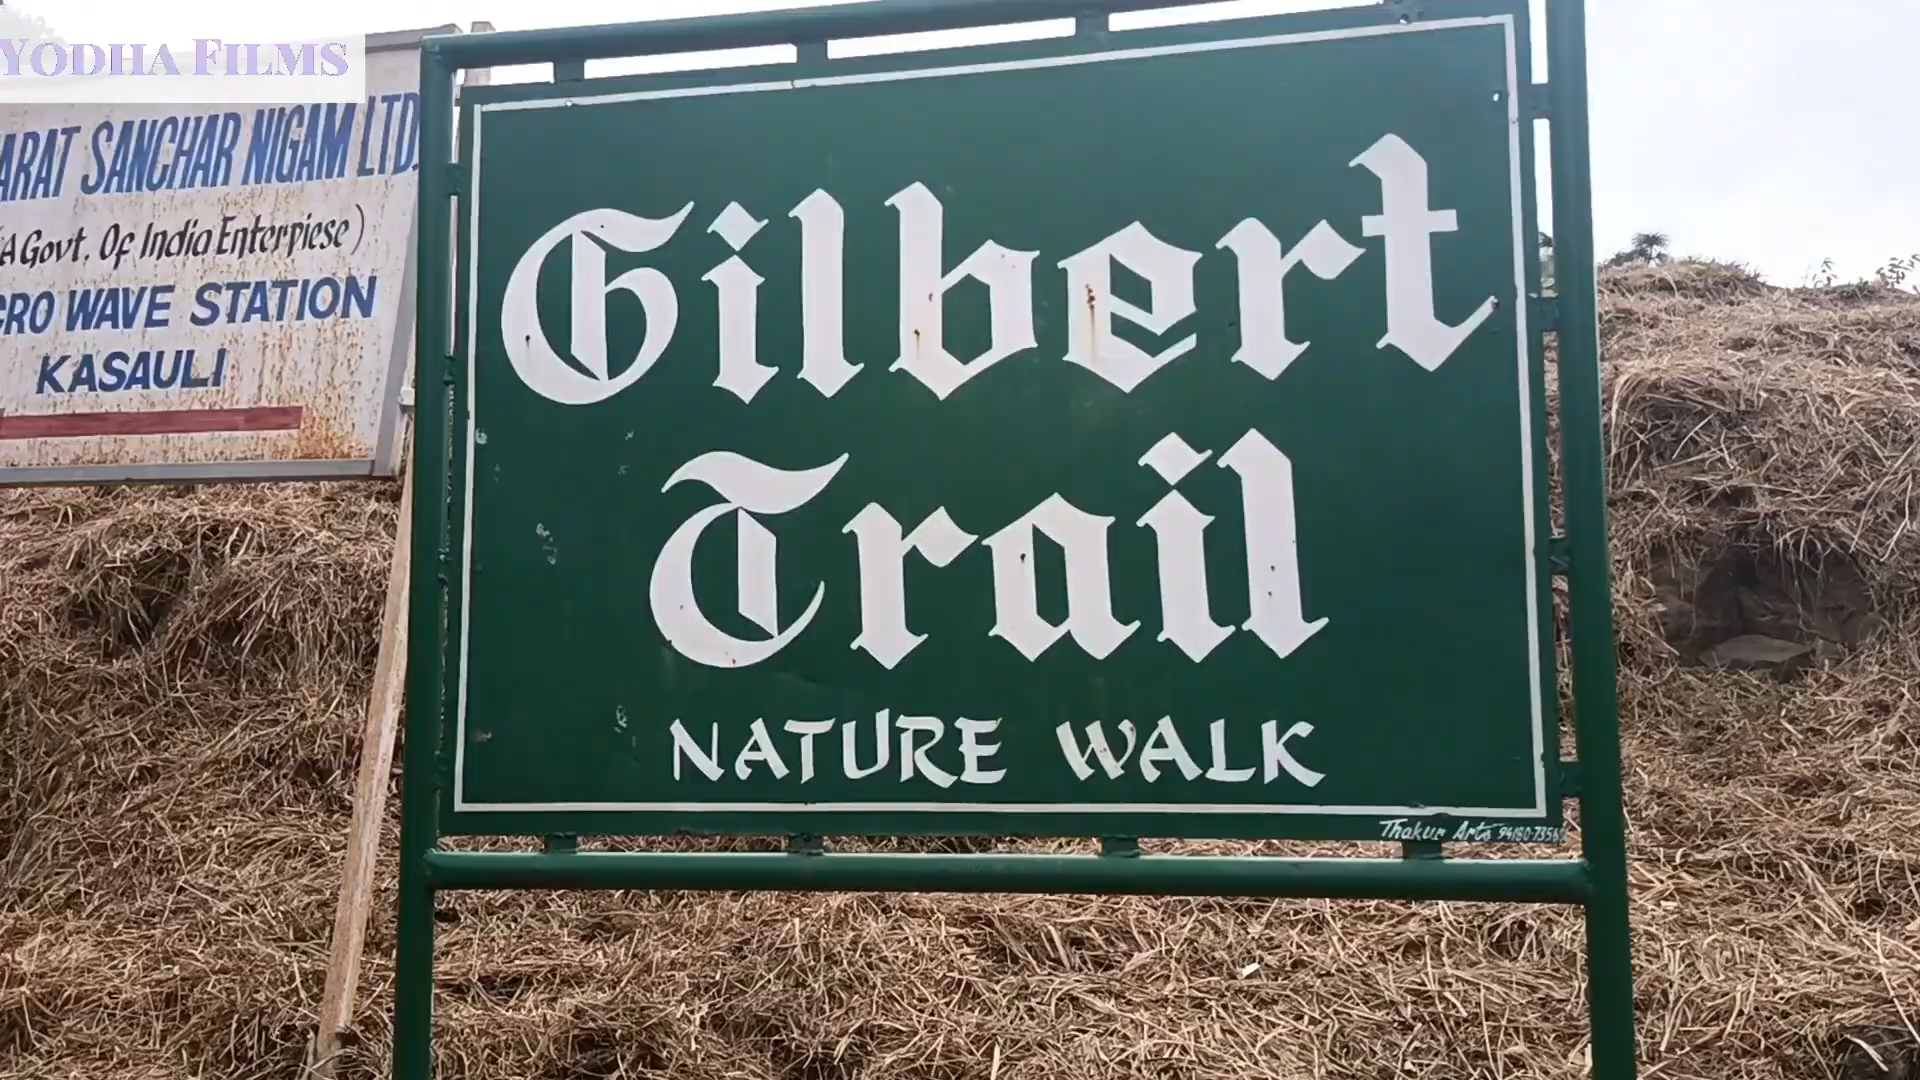 YODHA FILMS
ARAT SANCHAR NIGAM LTD.
(A Govt. Of India Enterpiese)
CRO WAVE STATION
KASAULI
Gilbert
Trail
NATURE WALK
Thakur Arts